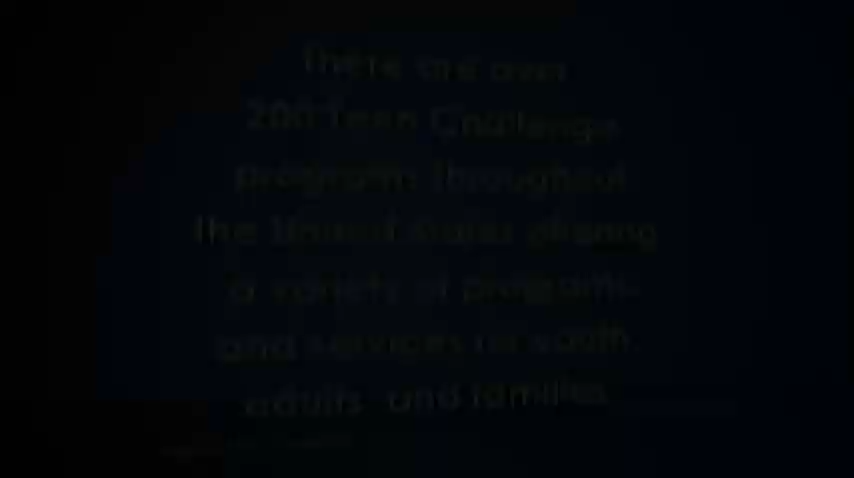 There are over
200 Teen Challenge
programs throughout
the United States offering
a variety of programs
and services for youth
adults and families